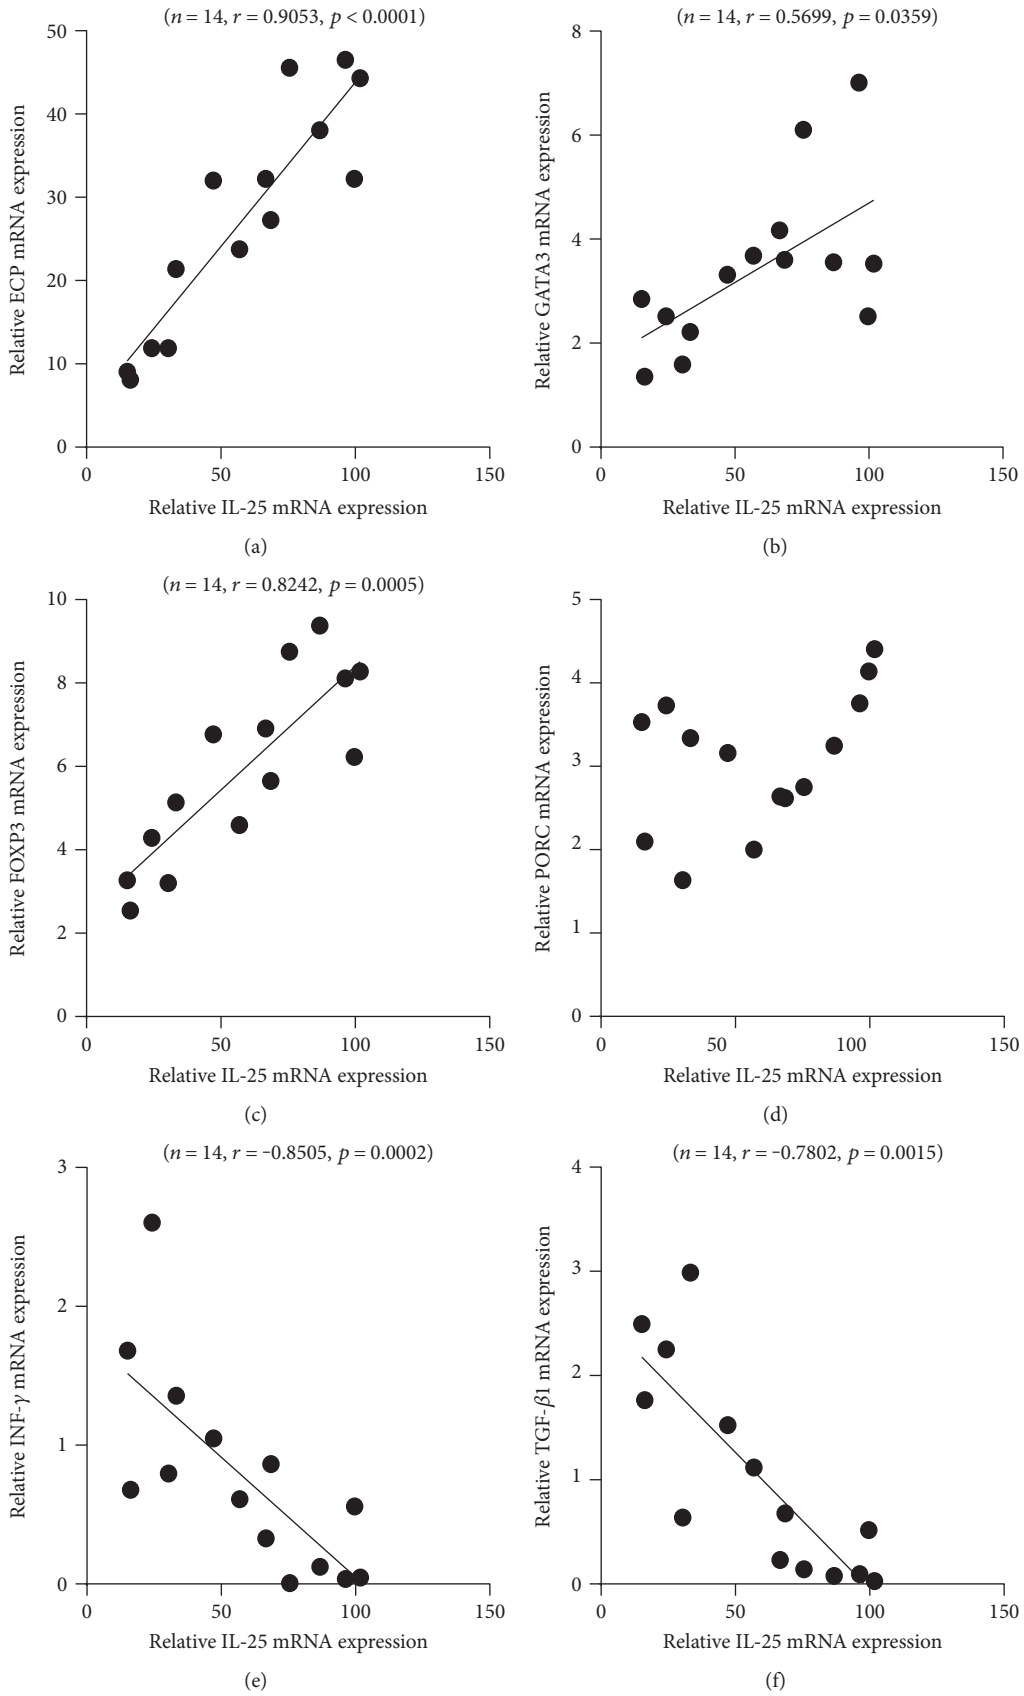 (n = 14, r = 0.9053, p < 0.0001)
50
40
30
20
10
0
Relative ECP mRNA expression
0 50 100 150
Relative IL-25 mRNA expression
(a)
(n = 14, r = 0.5699, p = 0.0359)
8
6
4
2
0
Relative GATA3 mRNA expression
0 50 100 150
Relative IL-25 mRNA expression
(b)
(n = 14, r = 0.8242, p = 0.0005)
10
8
6
4
2
0
Relative FOXP3 mRNA expression
0 50 100 150
Relative IL-25 mRNA expression
(c)
5
4
3
2
1
0
Relative PORC mRNA expression
0 50 100 150
Relative IL-25 mRNA expression
(d)
(n = 14, r = -0.8505, p = 0.0002)
3
2
1
0
Relative INF-γ mRNA expression
0 50 100 150
Relative IL-25 mRNA expression
(e)
(n = 14, r = -0.7802, p = 0.0015)
4
3
2
1
0
Relative TGF-β1 mRNA expression
0 50 100 150
Relative IL-25 mRNA expression
(f)